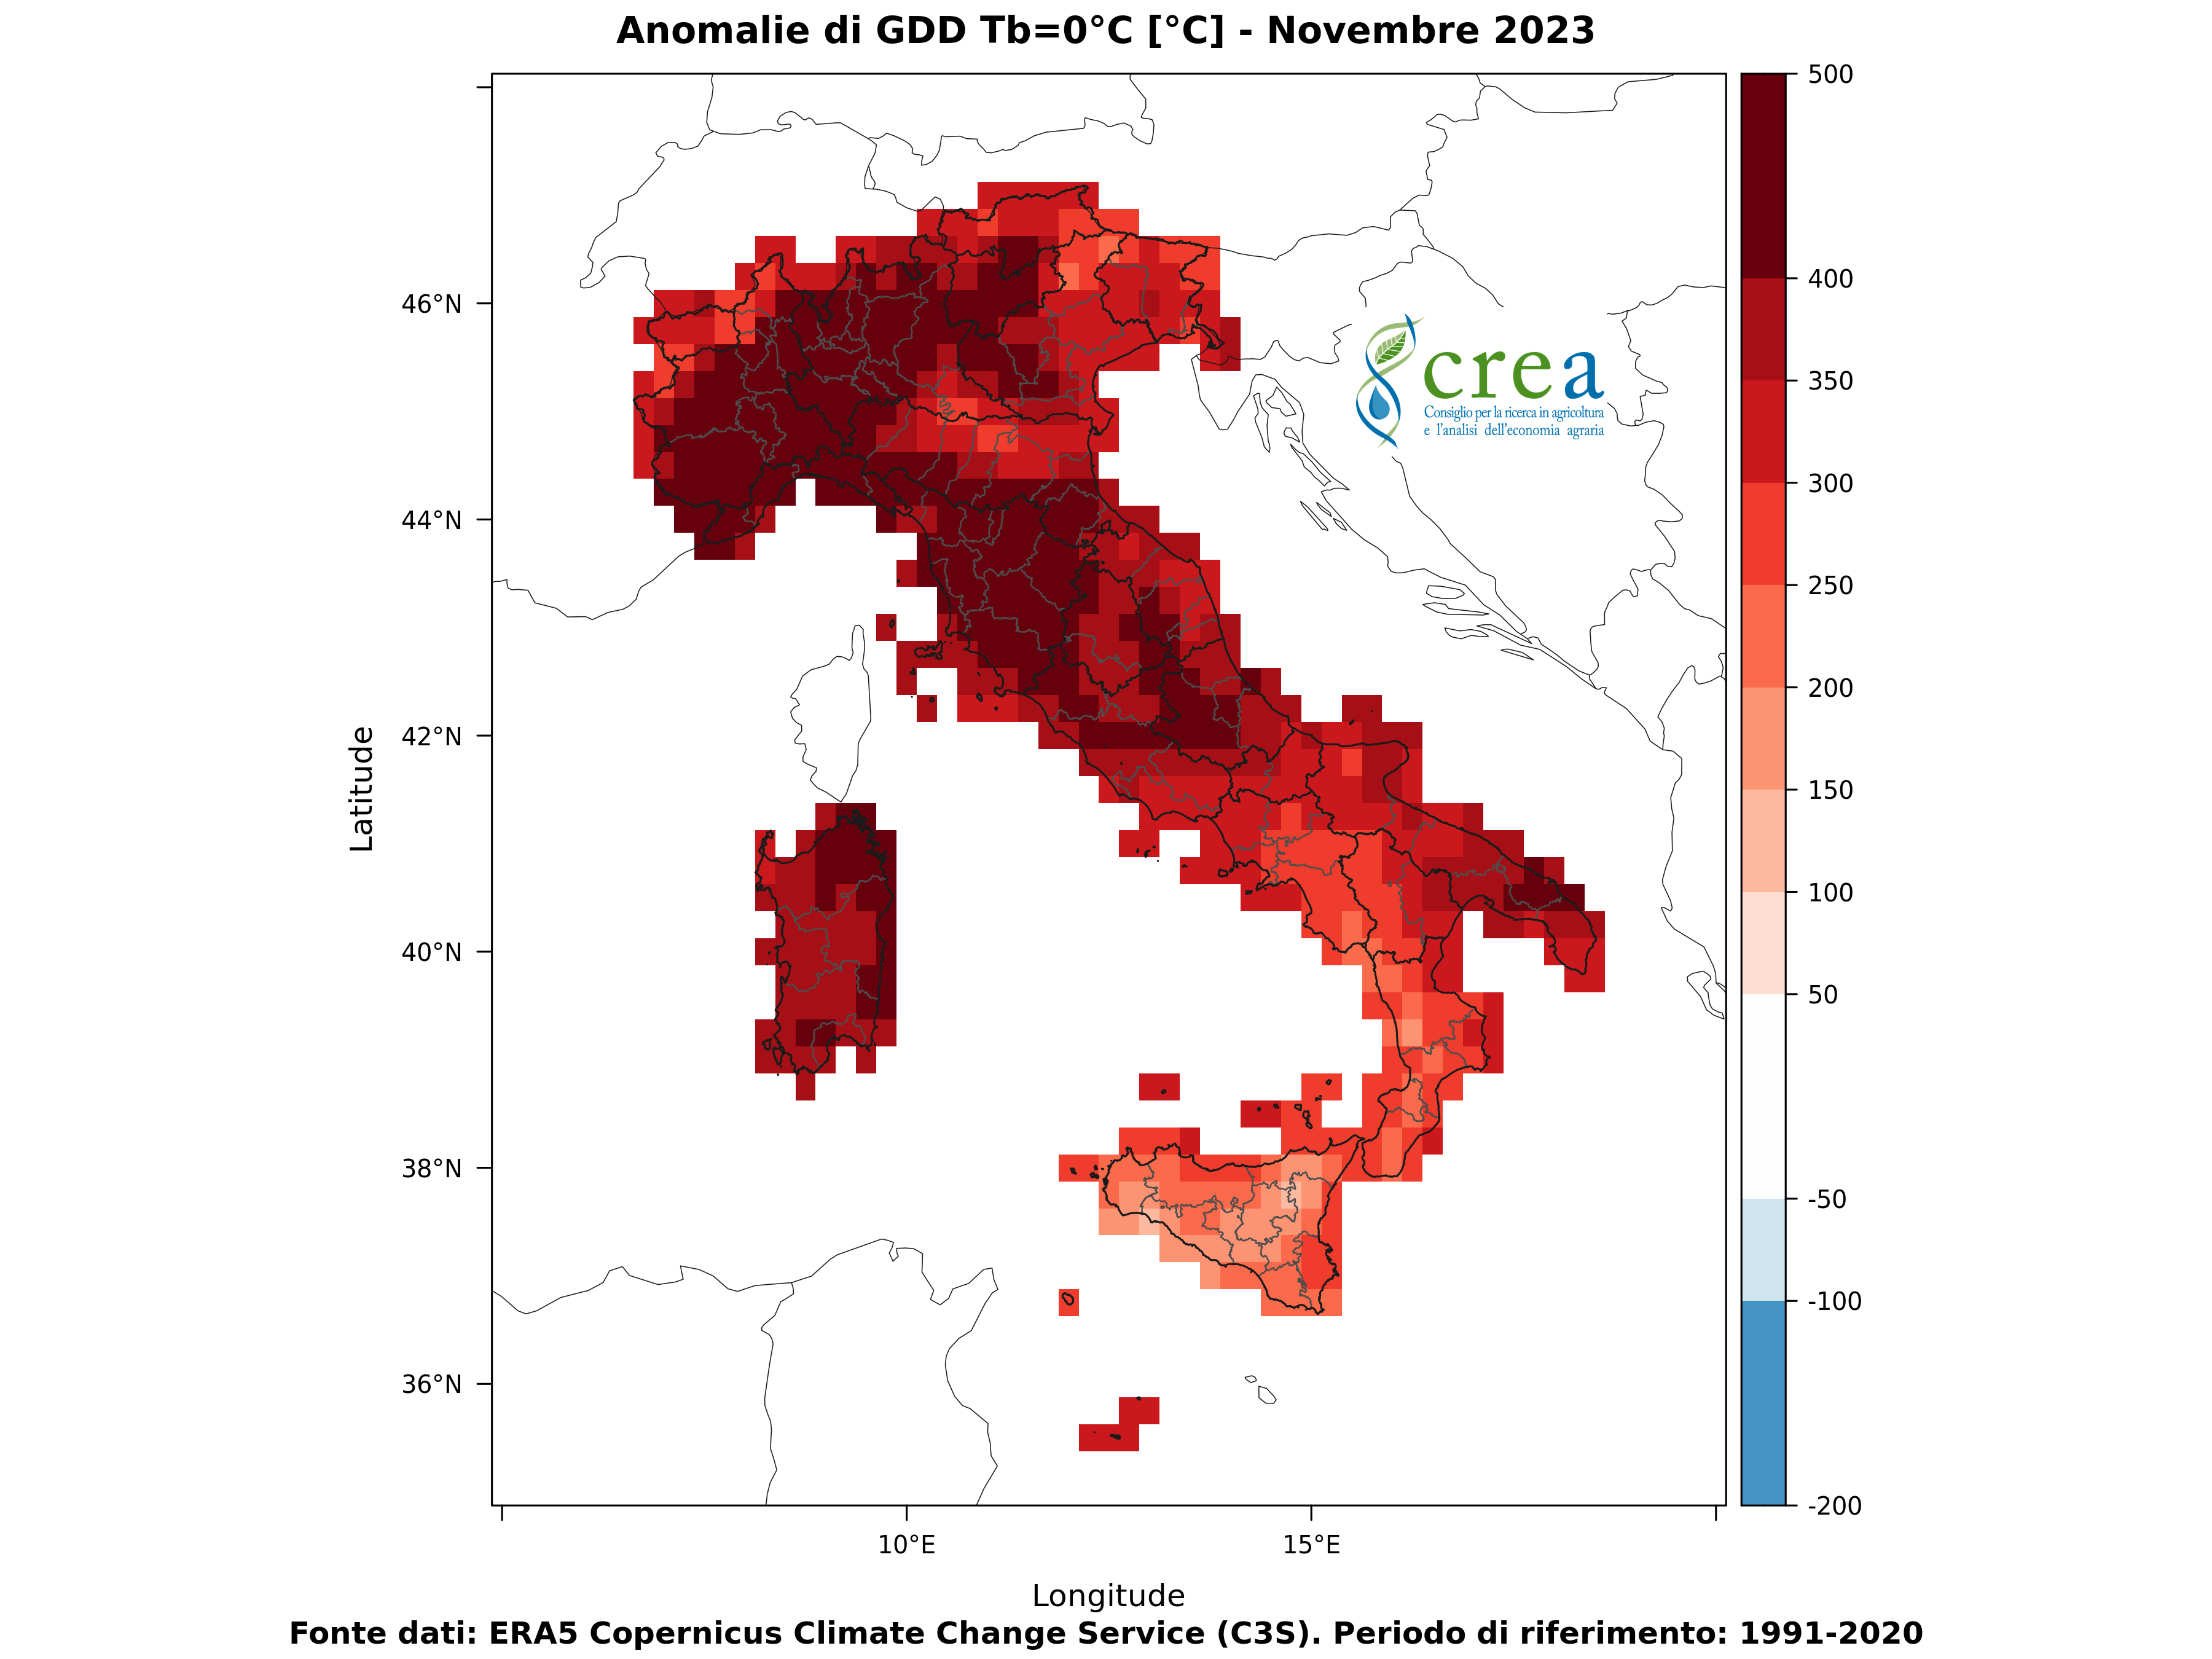 Anomalie di GDD Tb=0°C [°C] - Novembre 2023
500
400
350
300
250
200
150
100
50
-50
-100
-200
46°N
44°N
42°N
40°N
38°N
36°N
Latitude
crea
Consiglio per la ricerca in agricoltura
e l'analisi dell'economia agraria
10°E 15°E
Longitude
Fonte dati: ERA5 Copernicus Climate Change Service (C3S). Periodo di riferimento: 1991-2020